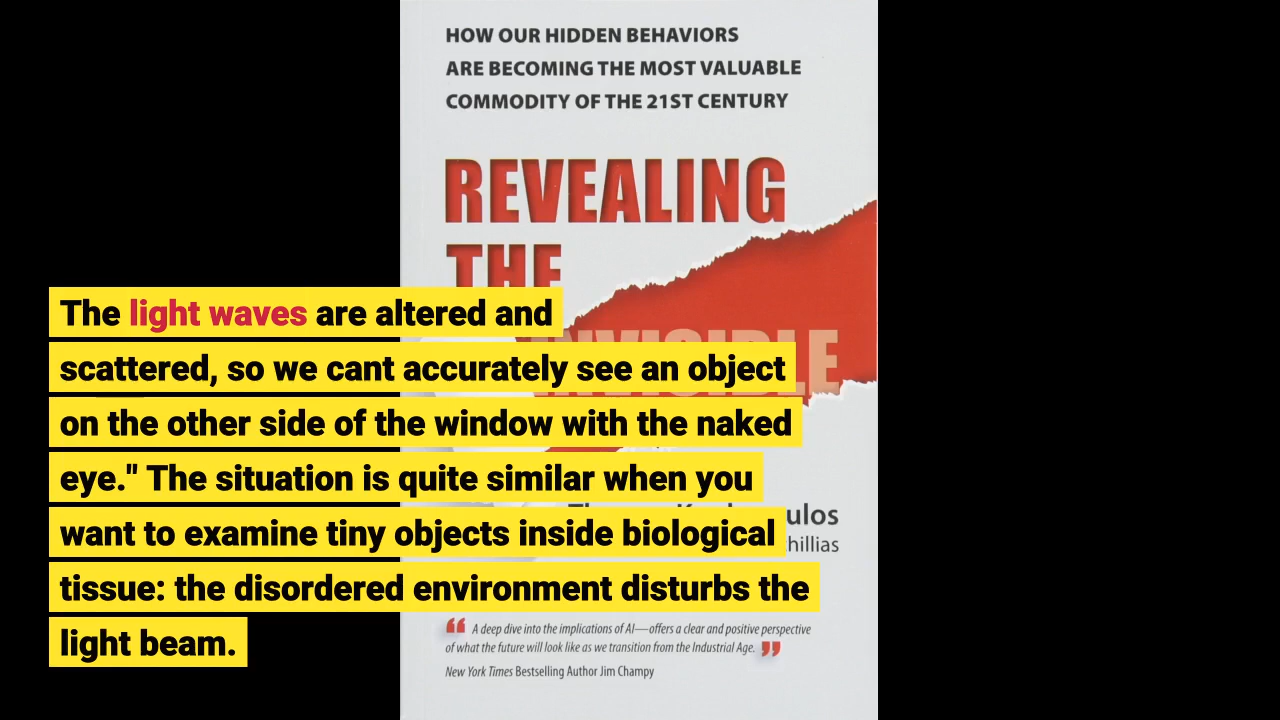 HOW OUR HIDDEN BEHAVIORS
ARE BECOMING THE MOST VALUABLE
COMMODITY OF THE 21ST CENTURY
REVEALING
THE
INVISIBLE
The light waves are altered and
scattered, so we cant accurately see an object
on the other side of the window with the naked
eye." The situation is quite similar when you
want to examine tiny objects inside biological
tissue: the disordered environment disturbs the
light beam.
❝ A deep dive into the implications of AI—offers a clear and positive perspective
of what the future will look like as we transition from the Industrial Age. ❞
New York Times Bestselling Author Jim Champy